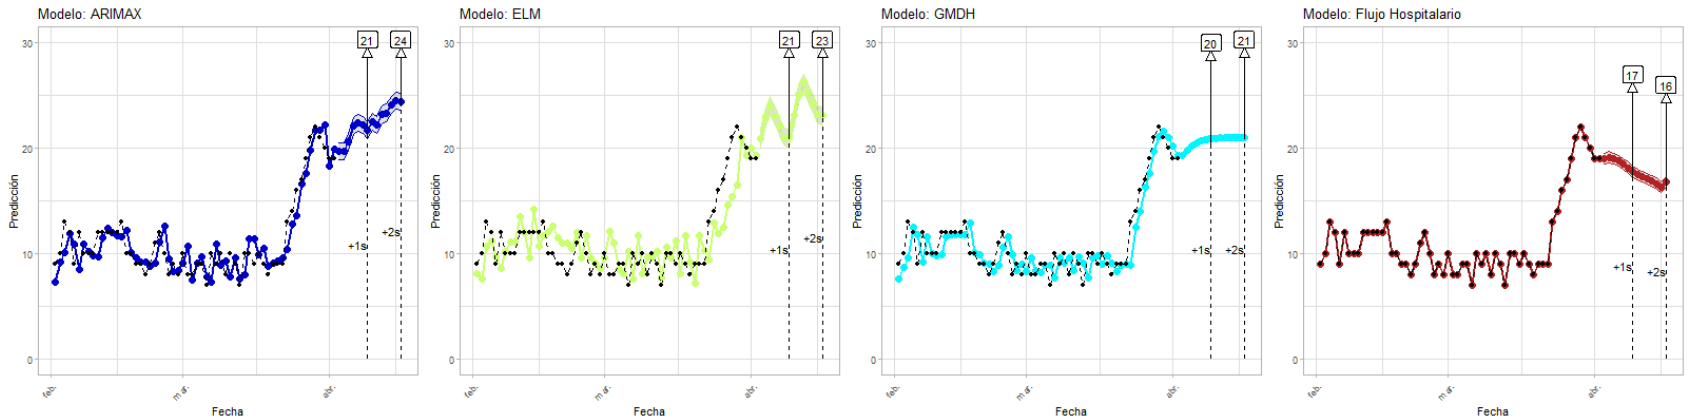 Modelo: ARIMAX
30
20
10
0
Predicción
21
24
+1s
+2s
feb.
mar.
abr.
Fecha
Modelo: ELM
30
20
10
0
Predicción
21
23
+1s
+2s
feb.
mar.
abr.
Fecha
Modelo: GMDH
30
20
10
0
Predicción
20
21
+1s
+2s
feb.
mar.
abr.
Fecha
Modelo: Flujo Hospitalario
30
20
10
0
Predicción
17
16
+1s
+2s
feb.
mar.
abr.
Fecha